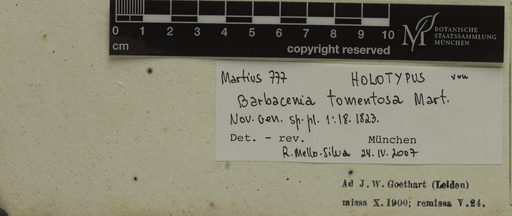 0 1 2 3 4 5 6 7 8 9 10
cm
copyright reserved
BOTANISCHE
STAATSSAMMLUNG
MÜNCHEN
Martius 777 HOLOTYPUS von
Barbacenia tomentosa Mart.
Nov. Gen. sp. pl. 1:18. 1823.
Det. - rev. München
R. Mello-Silva 24.IV.2007
Ad J. W. Goethart (Leiden)
missa X. 1900; remissa V. 24.